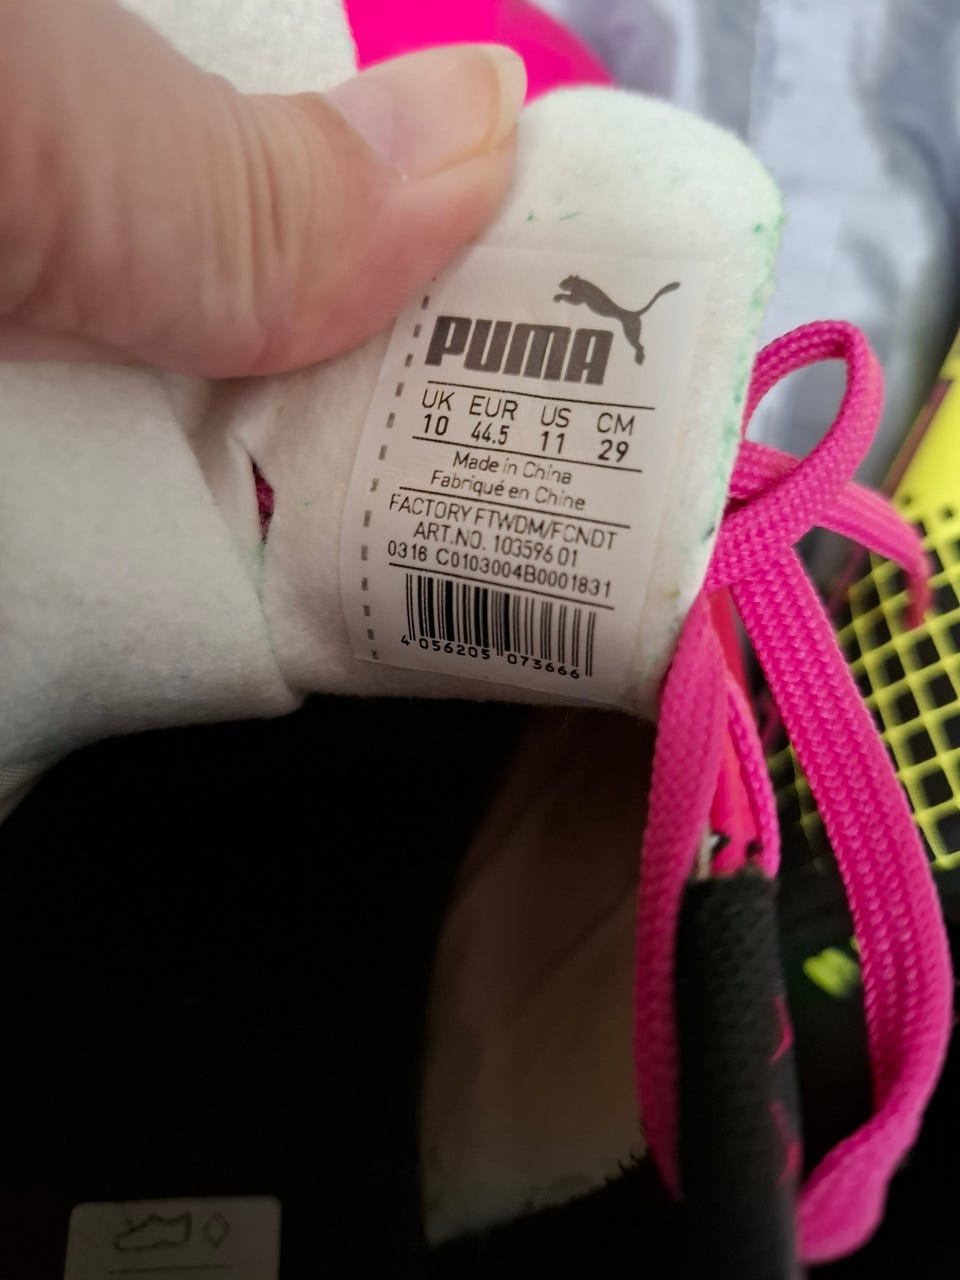 PUMA
UK EUR US CM
10 44.5 11 29
Made in China
Fabriqué en Chine
FACTORY FTWDM/FCNDT
ART.NO. 103596 01
0316 C0103004B0001831
4 056205 073666